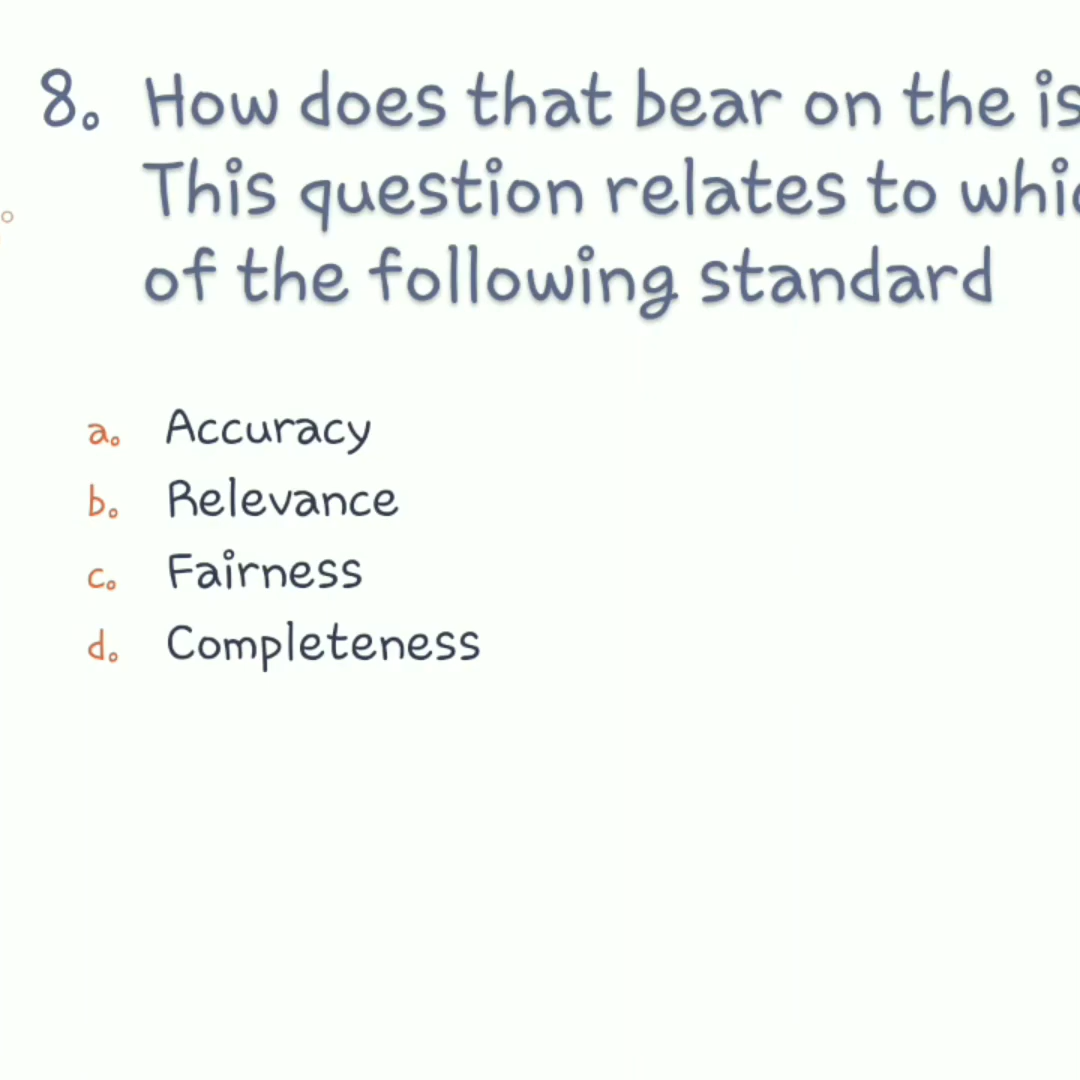 8. How does that bear on the is
This question relates to whic
of the following standard
a. Accuracy
b. Relevance
c. Fairness
d. Completeness